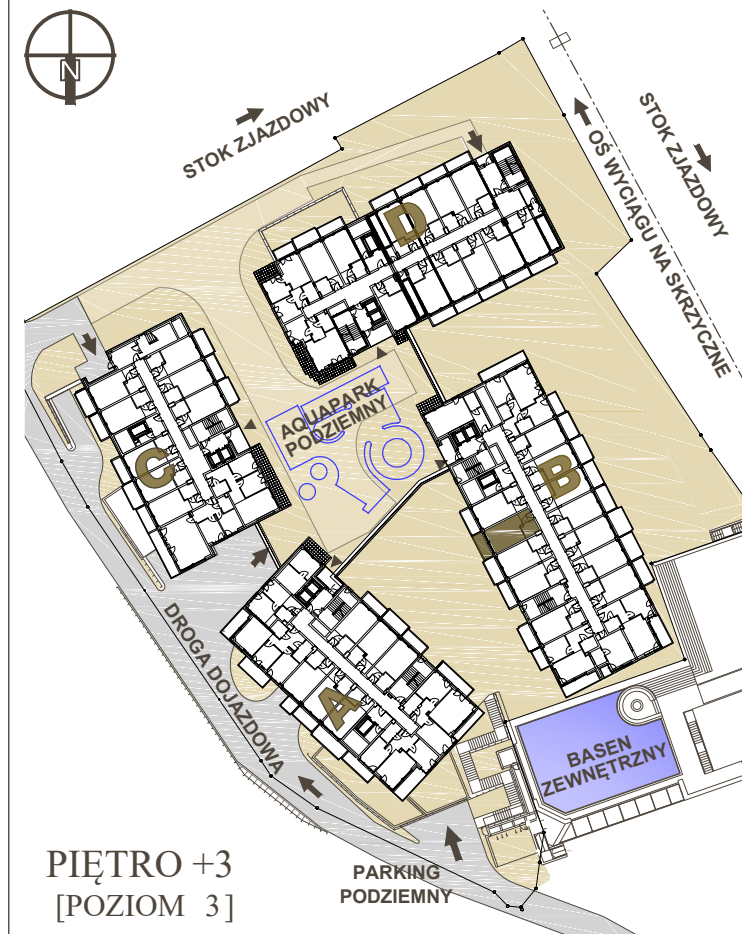 N
STOK ZJAZDOWY
STOK ZJAZDOWY
OŚ WYCIĄGU NA SKRZYCZNE
D
AQUAPARK
PODZIEMNY
C
B
A
DROGA DOJAZDOWA
BASEN
ZEWNĘTRZNY
PIĘTRO +3
[POZIOM 3]
PARKING
PODZIEMNY